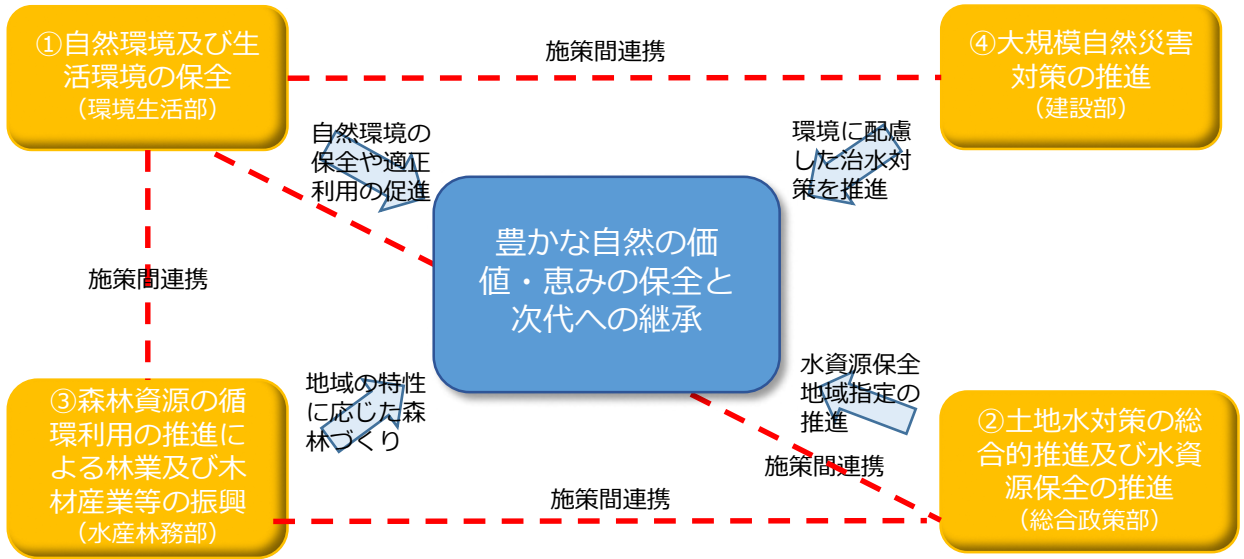 ①自然環境及び生
活環境の保全
（環境生活部）
施策間連携
④大規模自然災害
対策の推進
（建設部）
自然環境の
保全や適正
利用の促進
環境に配慮
した治水対
策を推進
豊かな自然の価
値・恵みの保全と
次代への継承
施策間連携
③森林資源の循
環利用の推進に
よる林業及び木
材産業等の振興
（水産林務部）
地域の特性
に応じた森
林づくり
水資源保全
地域指定の
推進
施策間連携
②土地水対策の総
合的推進及び水資
源保全の推進
（総合政策部）
施策間連携